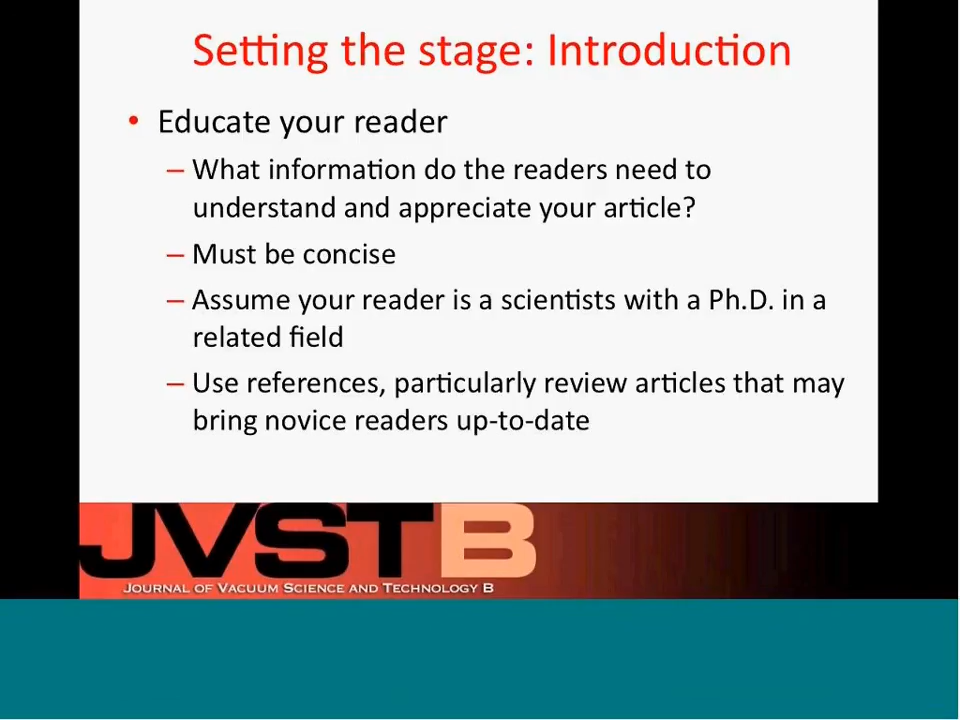 Setting the stage: Introduction
• Educate your reader
– What information do the readers need to
understand and appreciate your article?
– Must be concise
– Assume your reader is a scientists with a Ph.D. in a
related field
– Use references, particularly review articles that may
bring novice readers up-to-date
JVSTB
JOURNAL OF VACUUM SCIENCE AND TECHNOLOGY B